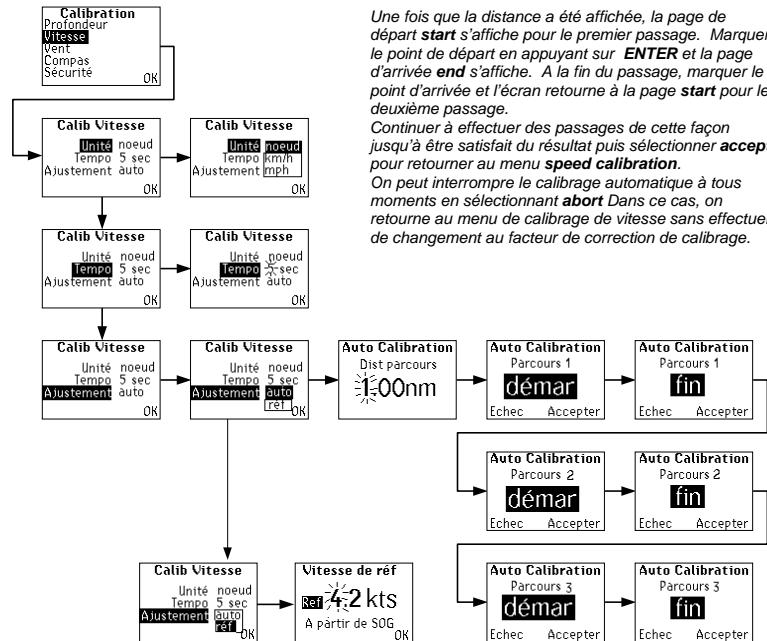 Calibration
Profondeur
Vitesse
Vent
Compas
Sécurité
OK
Une fois que la distance a été affichée, la page de
départ start s’affiche pour le premier passage. Marquer
le point de départ en appuyant sur ENTER et la page
d’arrivée end s’affiche. A la fin du passage, marquer le
point d’arrivée et l’écran retourne à la page start pour le
deuxième passage.
Continuer à effectuer des passages de cette façon
jusqu’à être satisfait du résultat puis sélectionner accept
pour retourner au menu speed calibration.
On peut interrompre le calibrage automatique à tous
moments en sélectionnant abort Dans ce cas, on
retourne au menu de calibrage de vitesse sans effectuer
de changement au facteur de correction de calibrage.
Calib Vitesse
Unité noeud
Tempo 5 sec
Ajustement auto
OK
Calib Vitesse
Unité noeud
Tempo km/h
Ajustement mph
OK
Calib Vitesse
Unité noeud
Tempo 5 sec
Ajustement auto
OK
Calib Vitesse
Unité noeud
Tempo 5 sec
Ajustement auto
OK
Calib Vitesse
Unité noeud
Tempo 5 sec
Ajustement auto
OK
Calib Vitesse
Unité noeud
Tempo 5 sec
Ajustement auto
réf
OK
Auto Calibration
Dist parcours
1.00nm
Auto Calibration
Parcours 1
démar
Echec Accepter
Auto Calibration
Parcours 1
fin
Echec Accepter
Auto Calibration
Parcours 2
démar
Echec Accepter
Auto Calibration
Parcours 2
fin
Echec Accepter
Calib Vitesse
Unité noeud
Tempo 5 sec
Ajustement auto
réf
OK
Vitesse de réf
Ref 4.2 kts
A pártir de SOG
OK
Auto Calibration
Parcours 3
démar
Echec Accepter
Auto Calibration
Parcours 3
fin
Echec Accepter